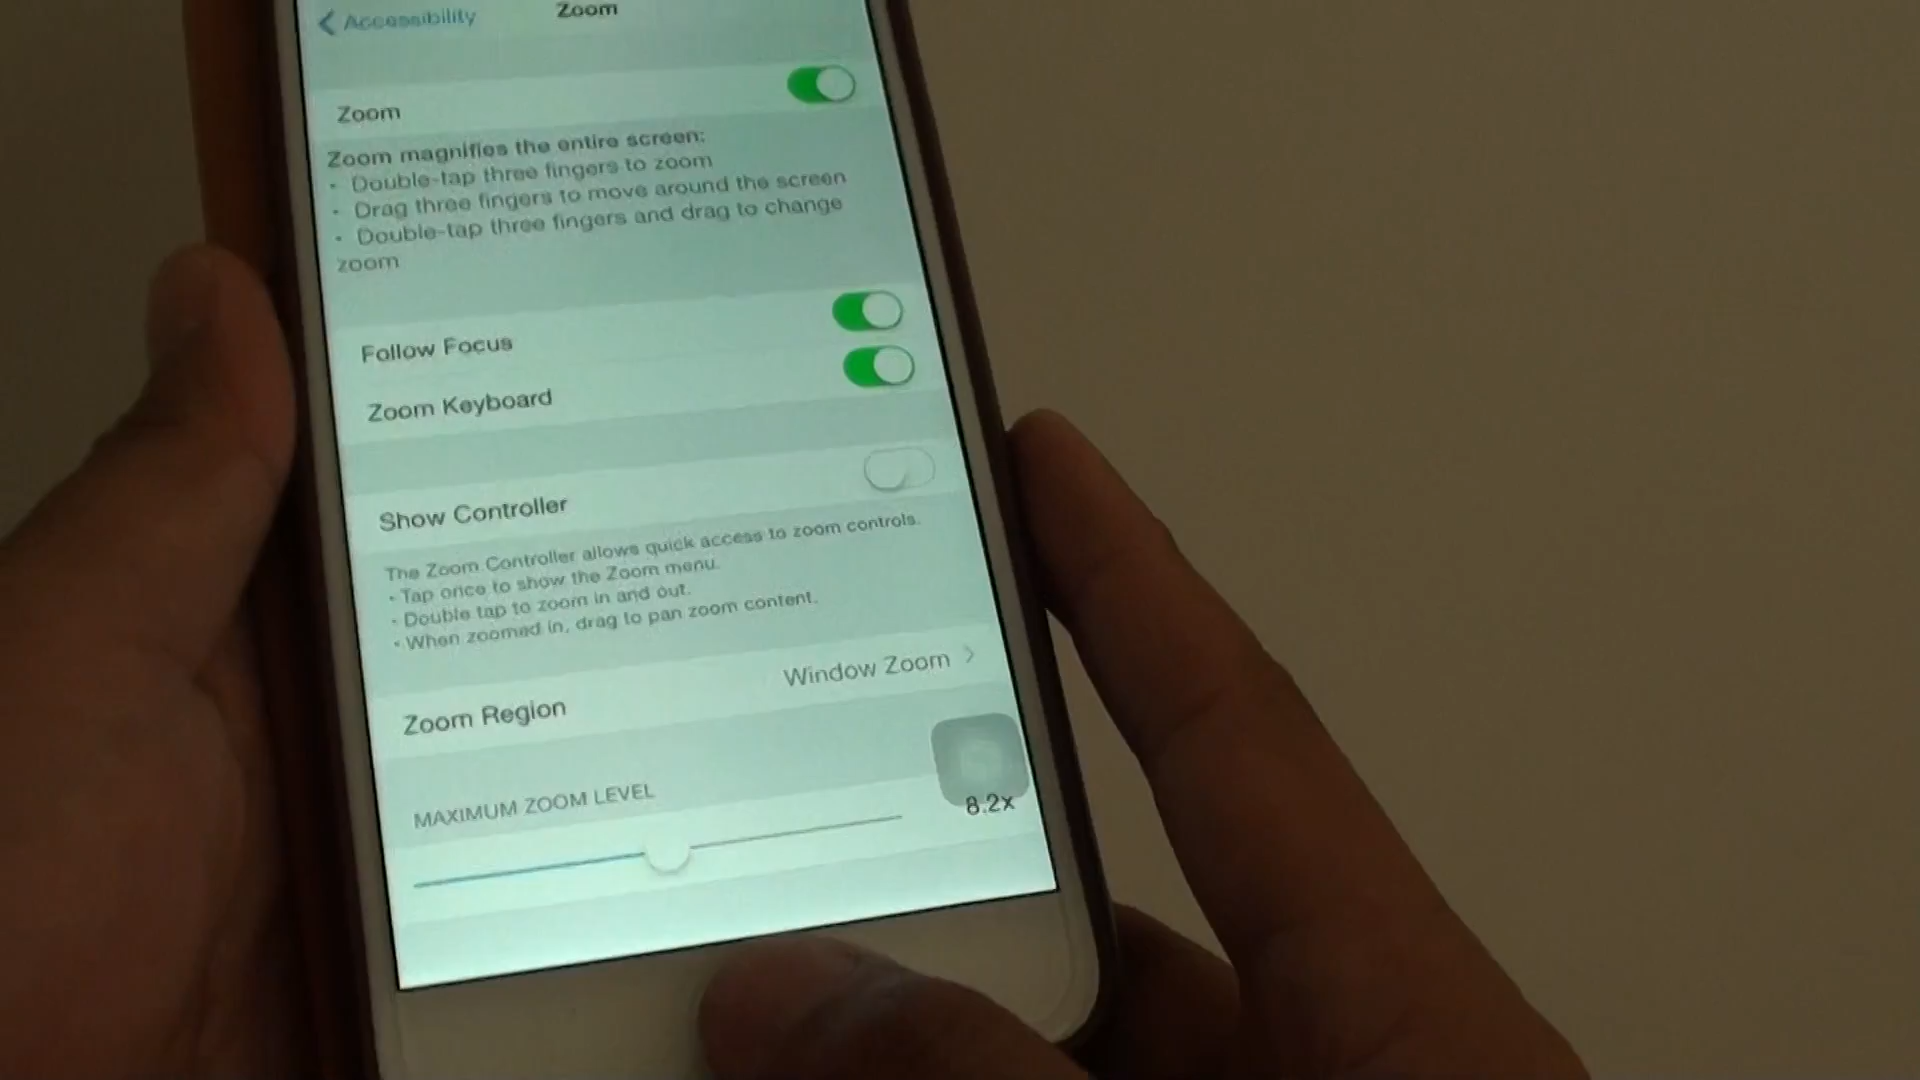 Accessibility
Zoom
Zoom
Zoom magnifies the entire screen:
• Double-tap three fingers to zoom
• Drag three fingers to move around the screen
• Double-tap three fingers and drag to change
zoom
Follow Focus
Zoom Keyboard
Show Controller
The Zoom Controller allows quick access to zoom controls.
• Tap once to show the Zoom menu.
• Double tap to zoom in and out.
• When zoomed in, drag to pan zoom content.
Zoom Region Window Zoom
MAXIMUM ZOOM LEVEL
8.2x